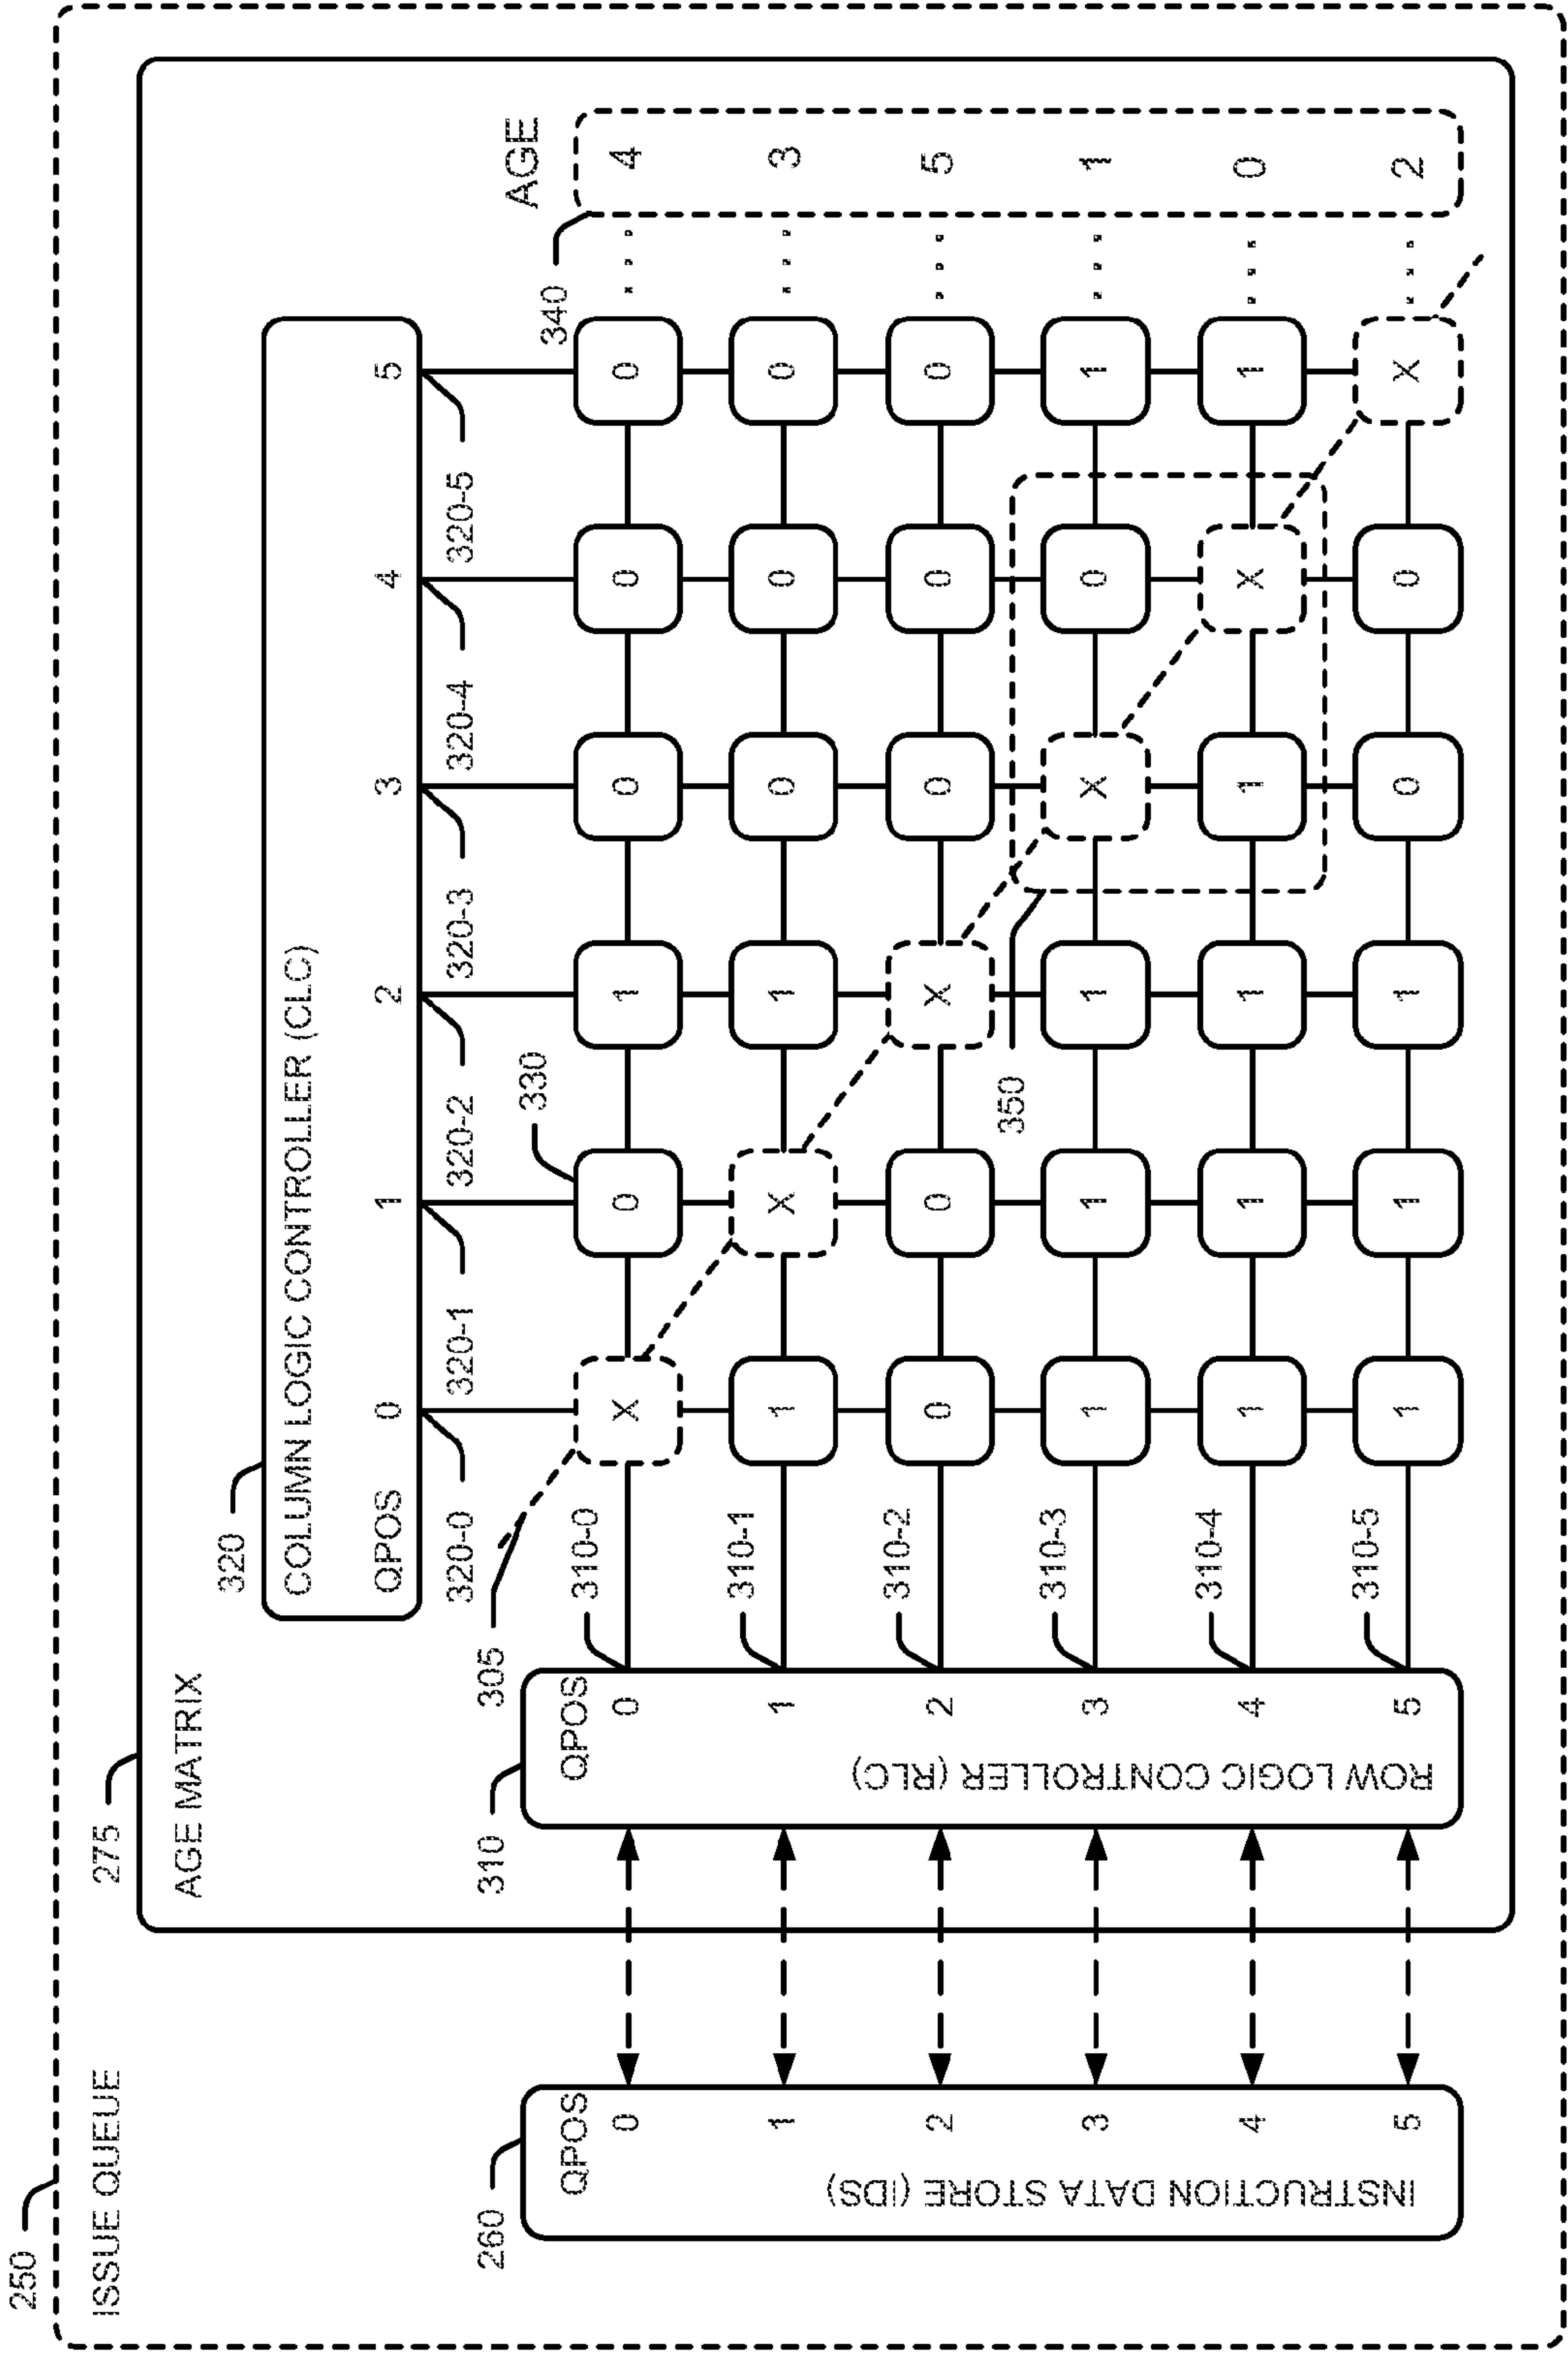 250
ISSUE QUEUE
275
AGE MATRIX
320
COLUMN LOGIC CONTROLLER (CLC)
QPOS 0 1 2 3 4 5
320-0 320-1 320-2 320-3 320-4 320-5
305
330
340
AGE
260
QPOS
INSTRUCTION DATA STORE (IDS)
310
QPOS
ROW LOGIC CONTROLLER (RLC)
0 0 310-0 X 0 1 0 0 0 . . . 4
1 1 310-1 1 X 1 0 0 0 . . . 3
2 2 310-2 0 0 X 0 0 0 . . . 5
350
3 3 310-3 1 1 1 X 0 1 . . . 1
4 4 310-4 1 1 1 1 X 1 . . . 0
5 5 310-5 1 1 1 0 0 X . . . 2